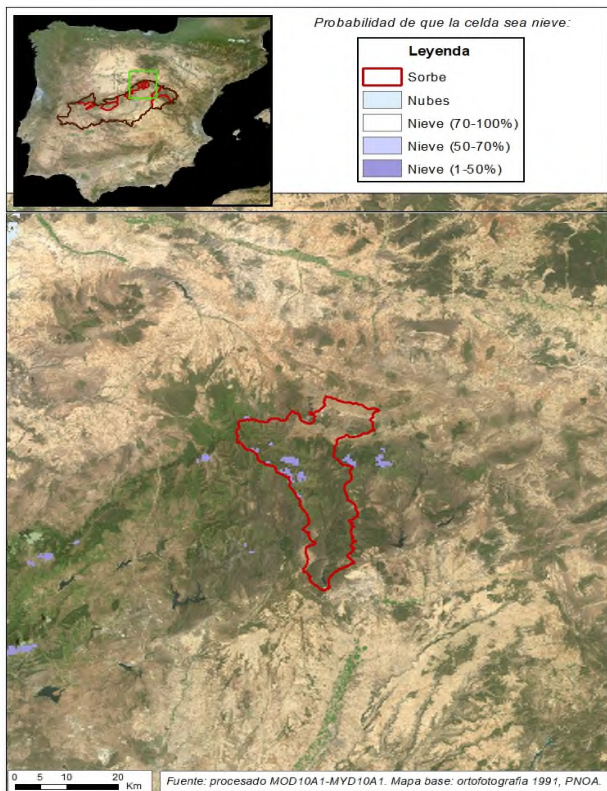 Probabilidad de que la celda sea nieve:
Leyenda
Sorbe
Nubes
Nieve (70-100%)
Nieve (50-70%)
Nieve (1-50%)
0 5 10 20
Km
Fuente: procesado MOD10A1-MYD10A1. Mapa base: ortofotografia 1991, PNOA.